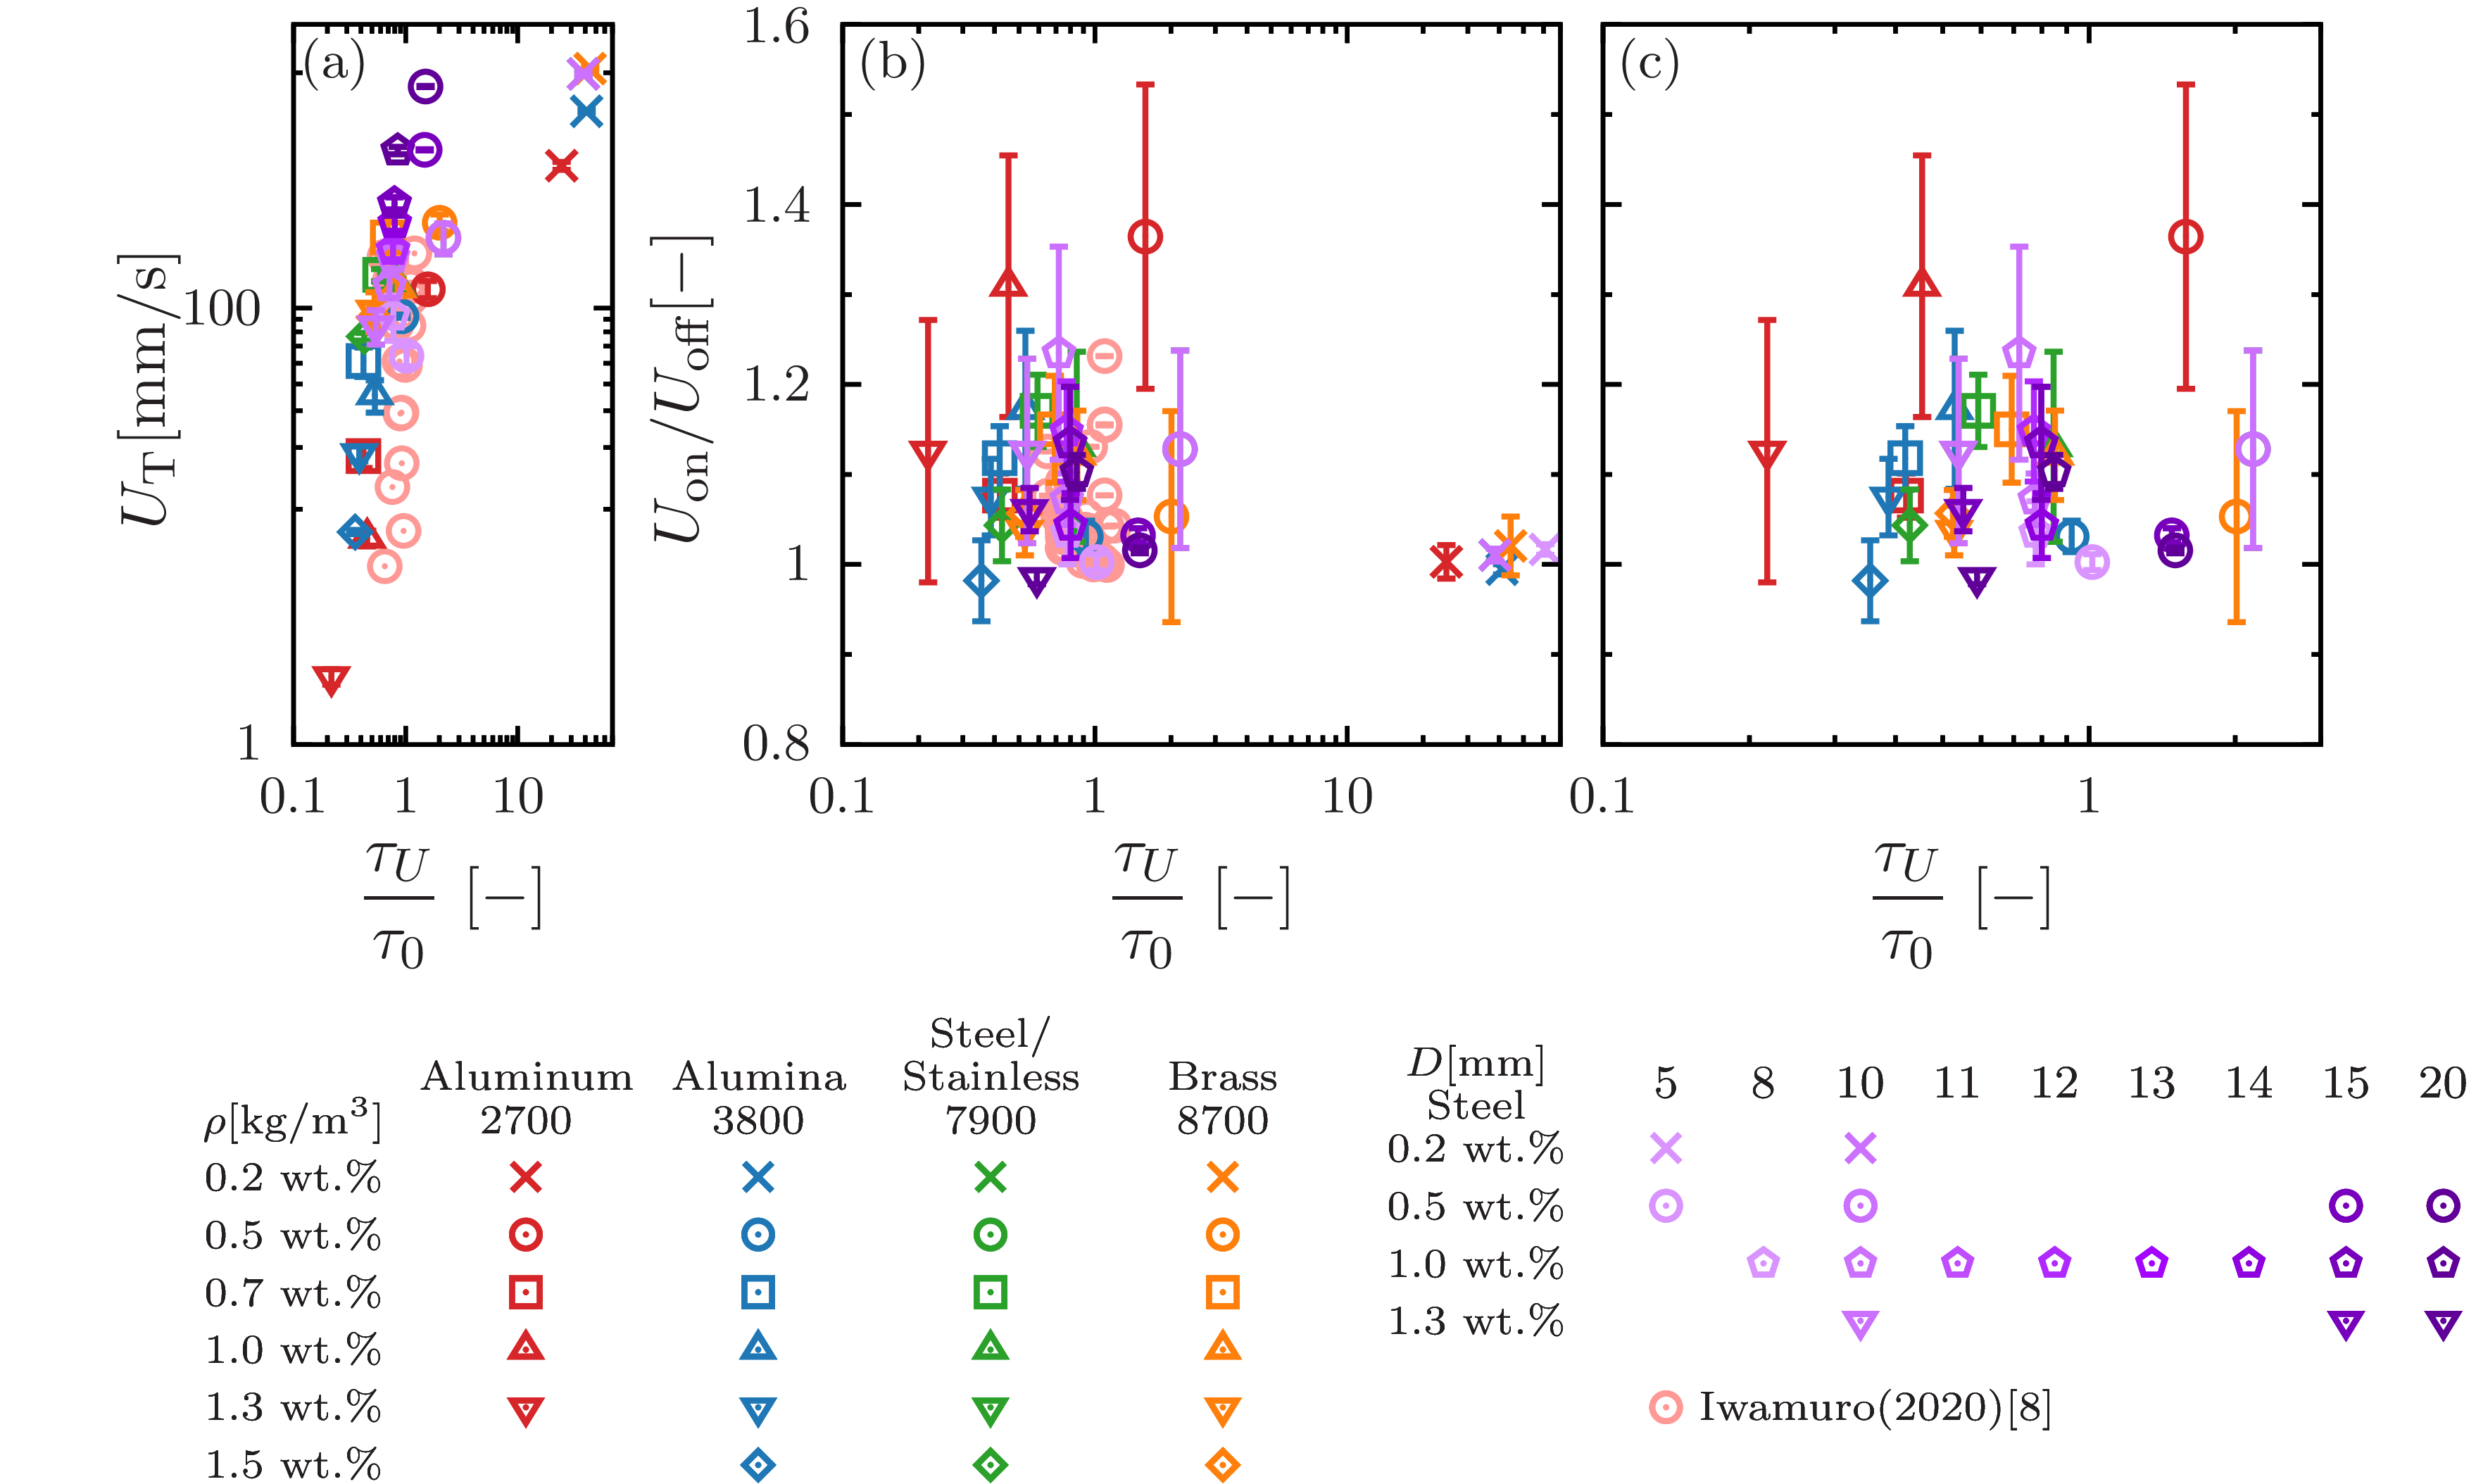 (a)
(b)
(c)
U_T[mm/s]
100
1
0.1 1 10
τ_U/τ_0 [−]
U_on/U_off[−]
1.6
1.4
1.2
1
0.8
0.1 1 10
τ_U/τ_0 [−]
0.1 1
τ_U/τ_0 [−]
Steel/
Aluminum Alumina Stainless Brass
ρ[kg/m³] 2700 3800 7900 8700
0.2 wt.%
0.5 wt.%
0.7 wt.%
1.0 wt.%
1.3 wt.%
1.5 wt.%
D[mm] 5 8 10 11 12 13 14 15 20
Steel
0.2 wt.%
0.5 wt.%
1.0 wt.%
1.3 wt.%
Iwamuro(2020)[8]